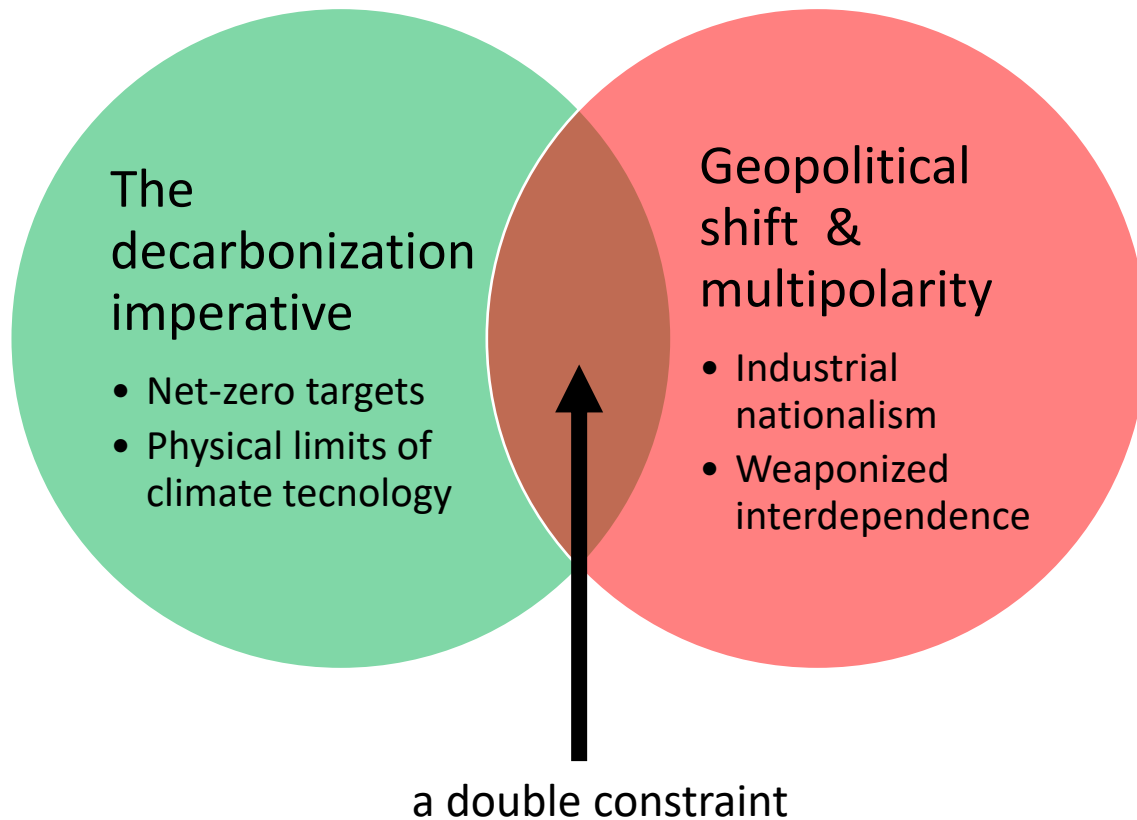 The
decarbonization
imperative
• Net-zero targets
• Physical limits of
climate tecnology
Geopolitical
shift &
multipolarity
• Industrial
nationalism
• Weaponized
interdependence
a double constraint